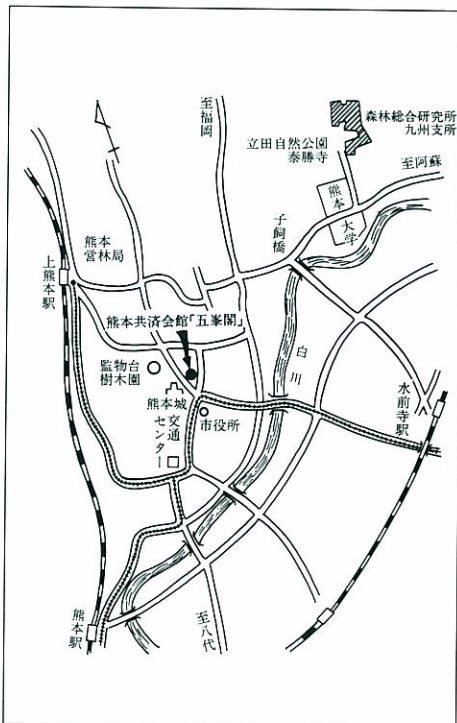 至福岡
森林総合研究所
九州支所
立田自然公園
泰勝寺
至阿蘇
熊本
大学
子飼橋
熊本
営林局
上熊本駅
熊本共済会館「五峯閣」
監物台
樹木園
白川
水前寺駅
熊本城
市役所
交通
センター
熊本駅
至八代